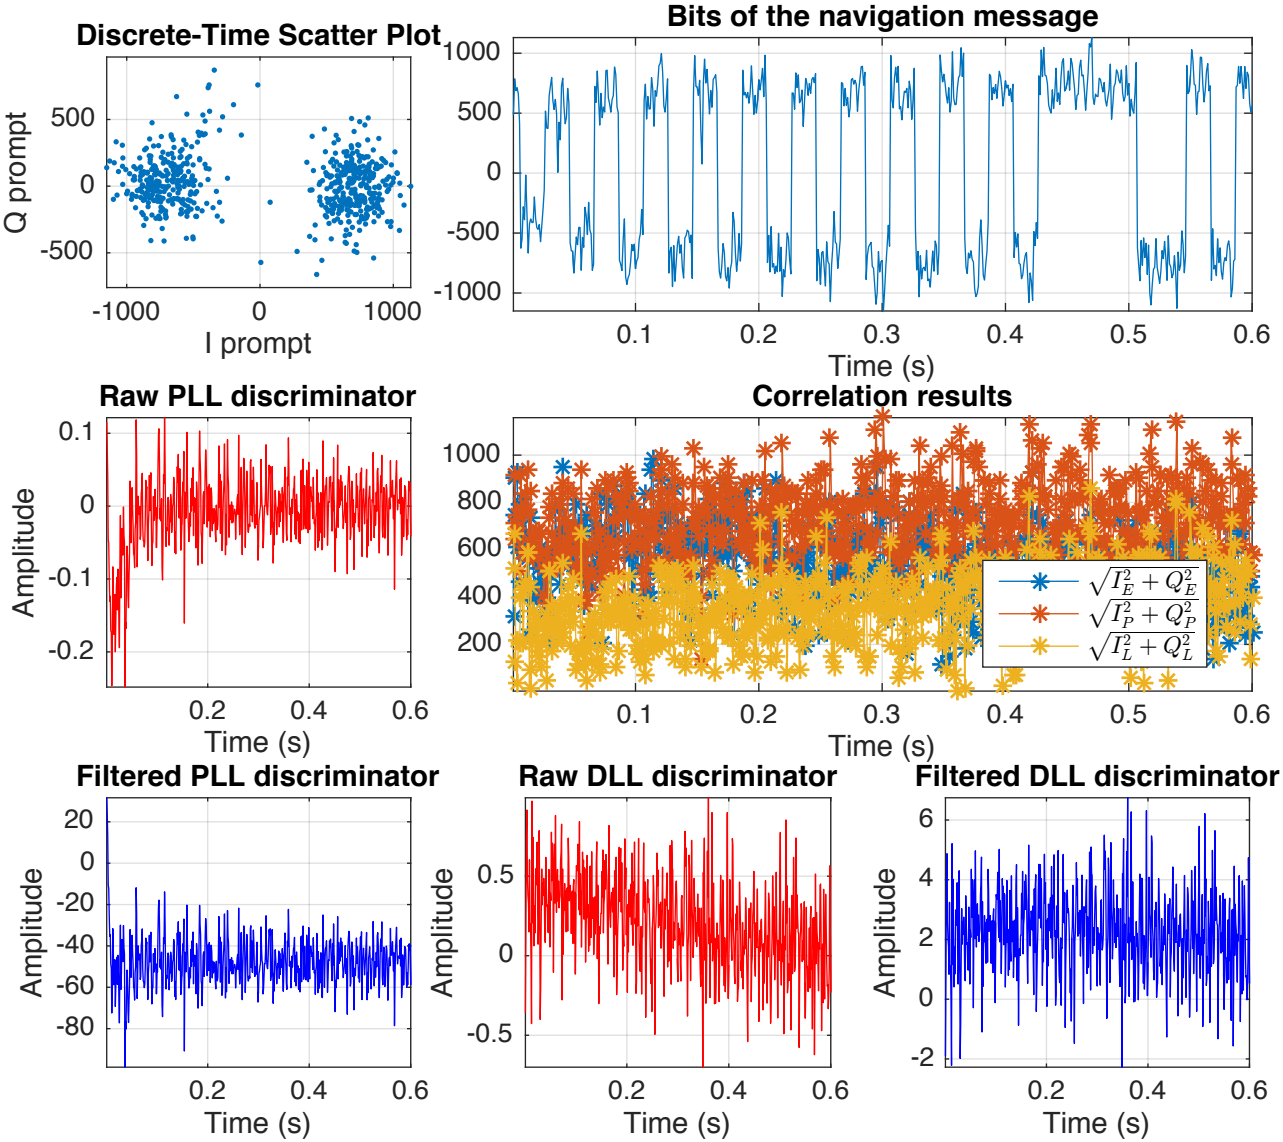 Discrete-Time Scatter Plot
Q prompt
500
0
-500
-1000 0 1000
I prompt
Bits of the navigation message
1000
500
0
-500
-1000
0.1 0.2 0.3 0.4 0.5 0.6
Time (s)
Raw PLL discriminator
Amplitude
0.1
0
-0.1
-0.2
0.2 0.4 0.6
Time (s)
Correlation results
1000
800
600
400
200
√I_E^2 + Q_E^2
√I_P^2 + Q_P^2
√I_L^2 + Q_L^2
0.1 0.2 0.3 0.4 0.5 0.6
Time (s)
Filtered PLL discriminator
Amplitude
20
0
-20
-40
-60
-80
0.2 0.4 0.6
Time (s)
Raw DLL discriminator
Amplitude
0.5
0
-0.5
0.2 0.4 0.6
Time (s)
Filtered DLL discriminator
Amplitude
6
4
2
0
-2
0.2 0.4 0.6
Time (s)